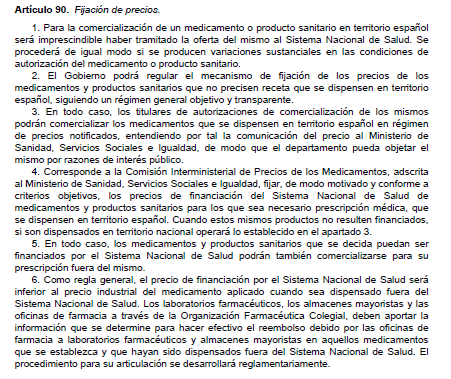 Artículo 90. Fijación de precios.
1. Para la comercialización de un medicamento o producto sanitario en territorio español
será imprescindible haber tramitado la oferta del mismo al Sistema Nacional de Salud. Se
procederá de igual modo si se producen variaciones sustanciales en las condiciones de
autorización del medicamento o producto sanitario.
2. El Gobierno podrá regular el mecanismo de fijación de los precios de los
medicamentos y productos sanitarios que no precisen receta que se dispensen en territorio
español, siguiendo un régimen general objetivo y transparente.
3. En todo caso, los titulares de autorizaciones de comercialización de los mismos
podrán comercializar los medicamentos que se dispensen en territorio español en régimen
de precios notificados, entendiendo por tal la comunicación del precio al Ministerio de
Sanidad, Servicios Sociales e Igualdad, de modo que el departamento pueda objetar el
mismo por razones de interés público.
4. Corresponde a la Comisión Interministerial de Precios de los Medicamentos, adscrita
al Ministerio de Sanidad, Servicios Sociales e Igualdad, fijar, de modo motivado y conforme a
criterios objetivos, los precios de financiación del Sistema Nacional de Salud de
medicamentos y productos sanitarios para los que sea necesario prescripción médica, que
se dispensen en territorio español. Cuando estos mismos productos no resulten financiados,
si son dispensados en territorio nacional operará lo establecido en el apartado 3.
5. En todo caso, los medicamentos y productos sanitarios que se decida puedan ser
financiados por el Sistema Nacional de Salud podrán también comercializarse para su
prescripción fuera del mismo.
6. Como regla general, el precio de financiación por el Sistema Nacional de Salud será
inferior al precio industrial del medicamento aplicado cuando sea dispensado fuera del
Sistema Nacional de Salud. Los laboratorios farmacéuticos, los almacenes mayoristas y las
oficinas de farmacia a través de la Organización Farmacéutica Colegial, deben aportar la
información que se determine para hacer efectivo el reembolso debido por las oficinas de
farmacia a laboratorios farmacéuticos y almacenes mayoristas en aquellos medicamentos
que se establezca y que hayan sido dispensados fuera del Sistema Nacional de Salud. El
procedimiento para su articulación se desarrollará reglamentariamente.